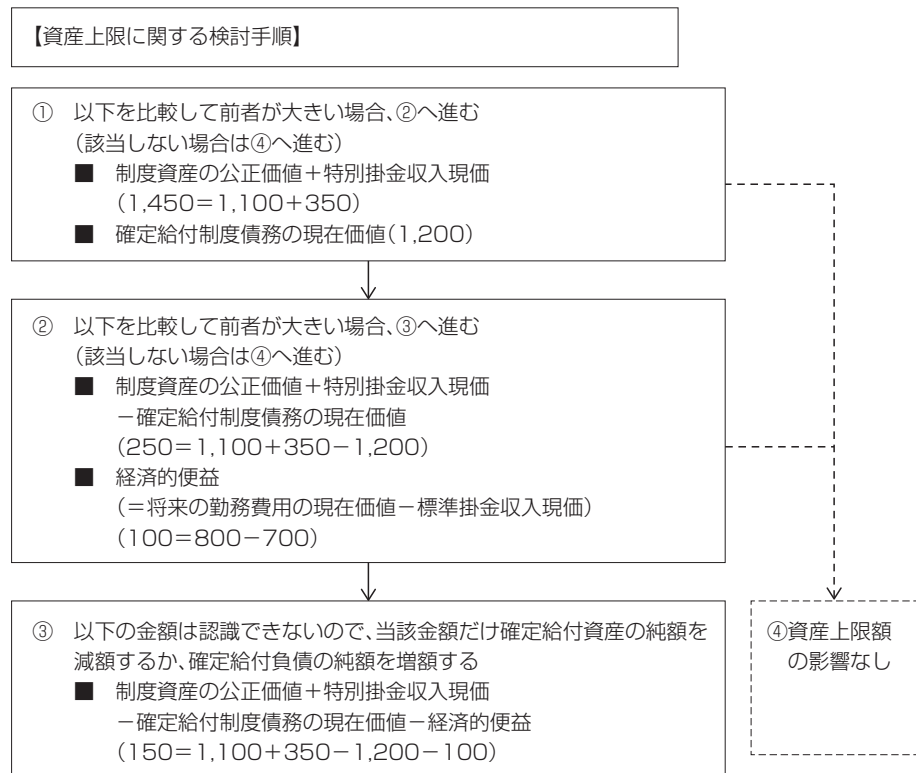 【資産上限に関する検討手順】
① 以下を比較して前者が大きい場合、②へ進む
（該当しない場合は④へ進む）
■ 制度資産の公正価値＋特別掛金収入現価
（1,450＝1,100＋350）
■ 確定給付制度債務の現在価値（1,200）
② 以下を比較して前者が大きい場合、③へ進む
（該当しない場合は④へ進む）
■ 制度資産の公正価値＋特別掛金収入現価
－確定給付制度債務の現在価値
（250＝1,100＋350－1,200）
■ 経済的便益
（＝将来の勤務費用の現在価値－標準掛金収入現価）
（100＝800－700）
③ 以下の金額は認識できないので、当該金額だけ確定給付資産の純額を
減額するか、確定給付負債の純額を増額する
■ 制度資産の公正価値＋特別掛金収入現価
－確定給付制度債務の現在価値－経済的便益
（150＝1,100＋350－1,200－100）
④資産上限額
の影響なし